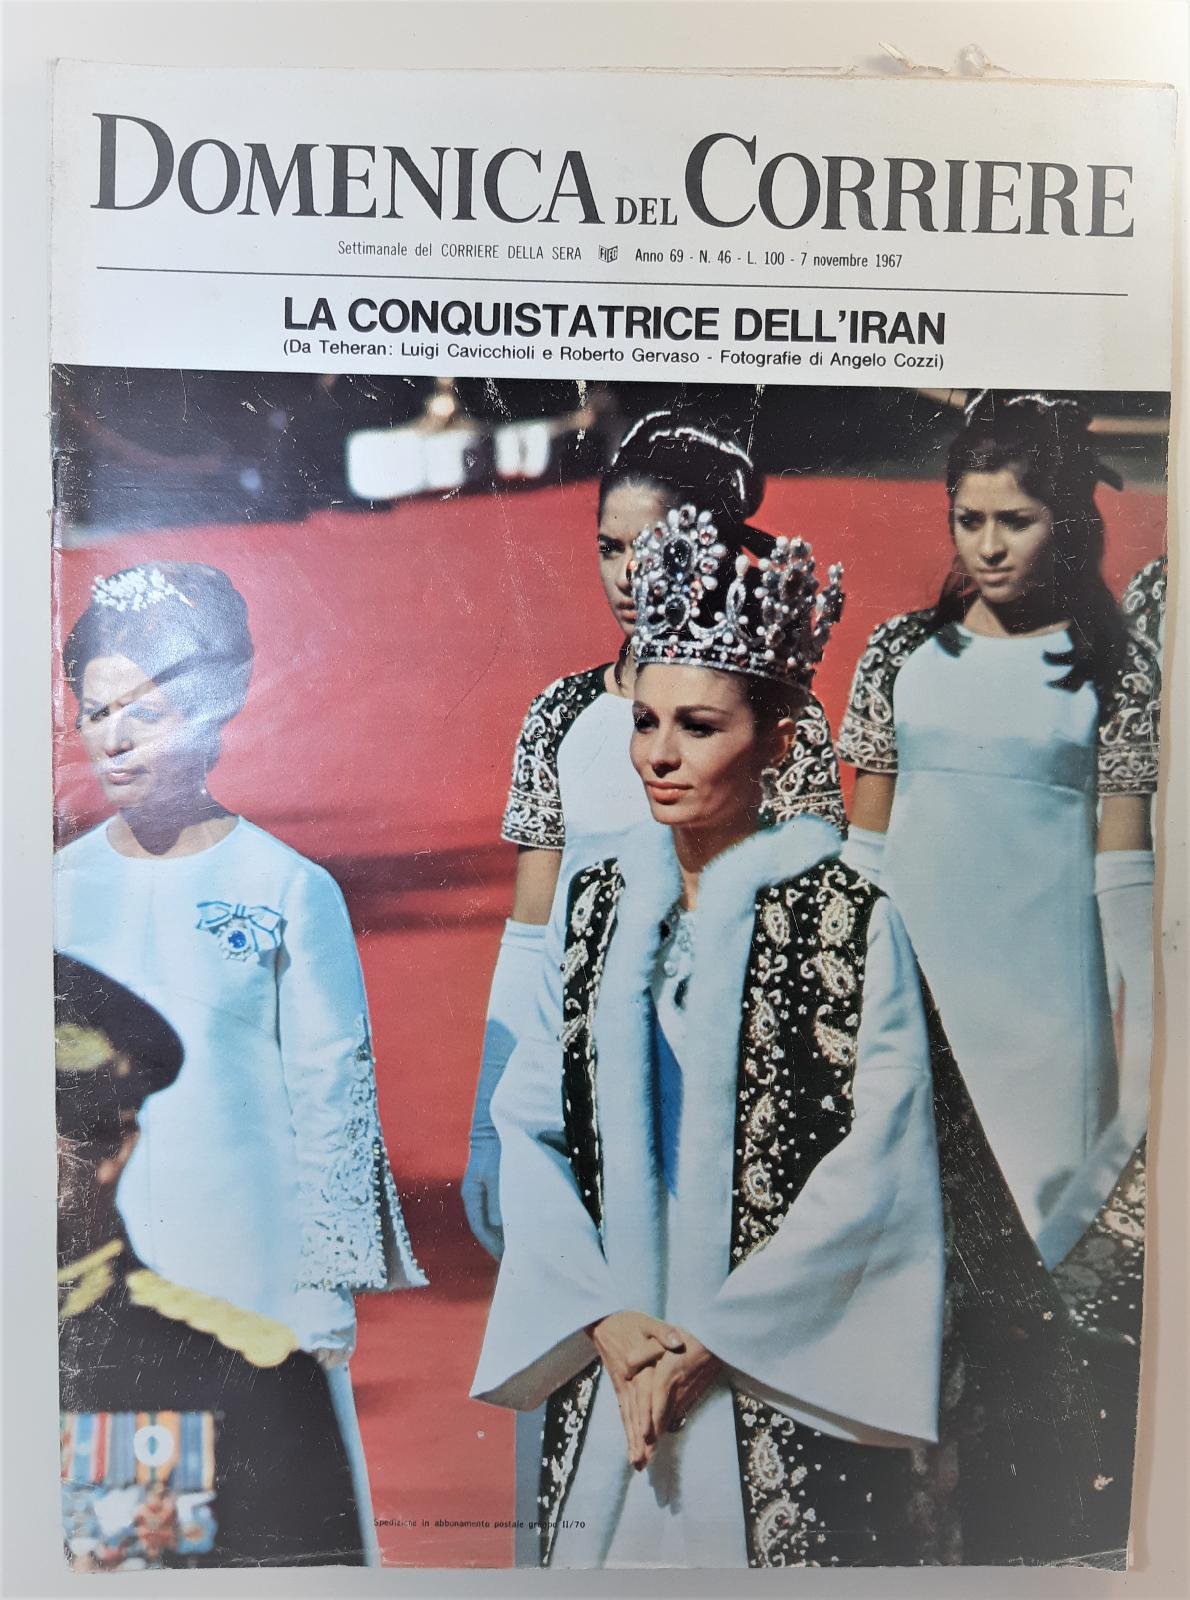 DOMENICA DEL CORRIERE
Settimanale del CORRIERE DELLA SERA FIEG Anno 69 - N. 46 - L. 100 - 7 novembre 1967
LA CONQUISTATRICE DELL'IRAN
(Da Teheran: Luigi Cavicchioli e Roberto Gervaso - Fotografie di Angelo Cozzi)
Spedizione in abbonamento postale gruppo II/70